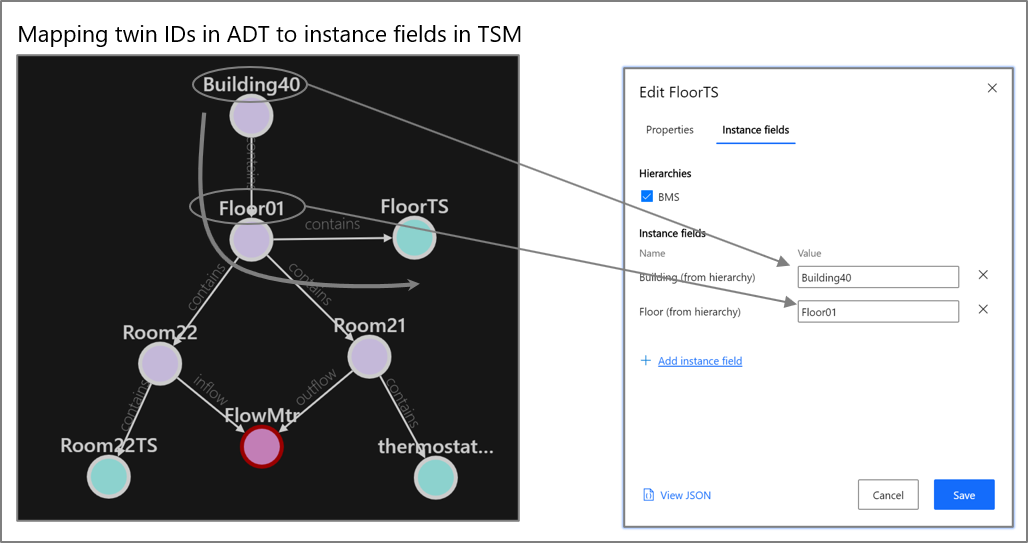 Mapping twin IDs in ADT to instance fields in TSM
Building40
contains
Floor01
FloorTS
contains
contains
contains
Room22
Room21
inflow
outflow
contains
contains
FlowMtr
Room22TS
thermostat...
Edit FloorTS
Properties
Instance fields
Hierarchies
BMS
Instance fields
Name
Value
Building (from hierarchy)
Building40
Floor (from hierarchy)
Floor01
Add instance field
View JSON
Cancel
Save